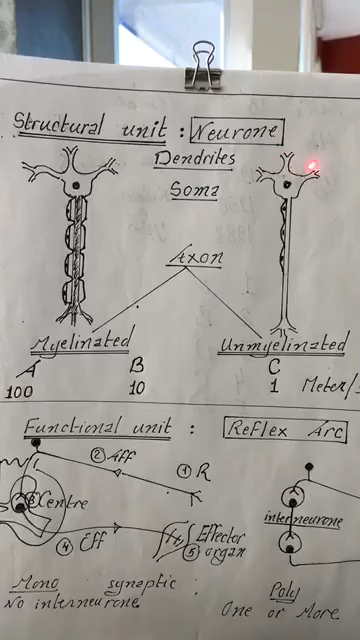 Structural unit : Neurone
Dendrites
Soma
Axon
Myelinated
Unmyelinated
A B C
100 10 1 Meter/
Functional unit : Reflex Arc
② Aff
① R
③ Centre
interneurone
④ Eff
Effector
⑤ organ
Mono synaptic :
No interneurone.
Poly
One or More